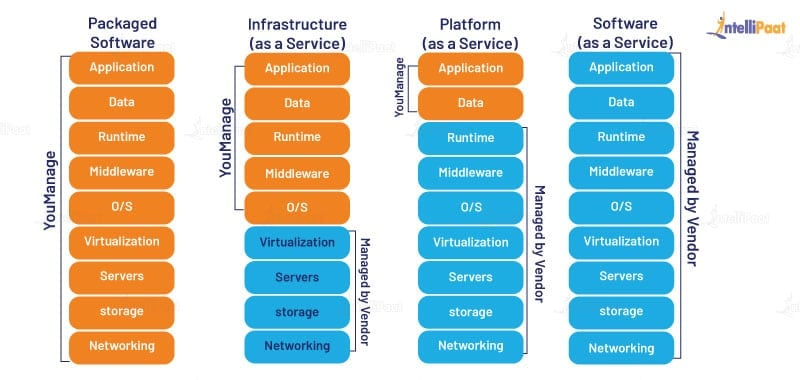 Packaged
Software
YouManage
Application
Data
Runtime
Middleware
O/S
Virtualization
Servers
storage
Networking
Infrastructure
(as a Service)
YouManage
Application
Data
Runtime
Middleware
O/S
Virtualization
Servers
storage
Networking
Managed by Vendor
Platform
(as a Service)
YouManage
Application
Data
Runtime
Middleware
O/S
Virtualization
Servers
storage
Networking
Managed by Vendor
Software
(as a Service)
Application
Data
Runtime
Middleware
O/S
Virtualization
Servers
storage
Networking
Managed by Vendor
IntelliPaat